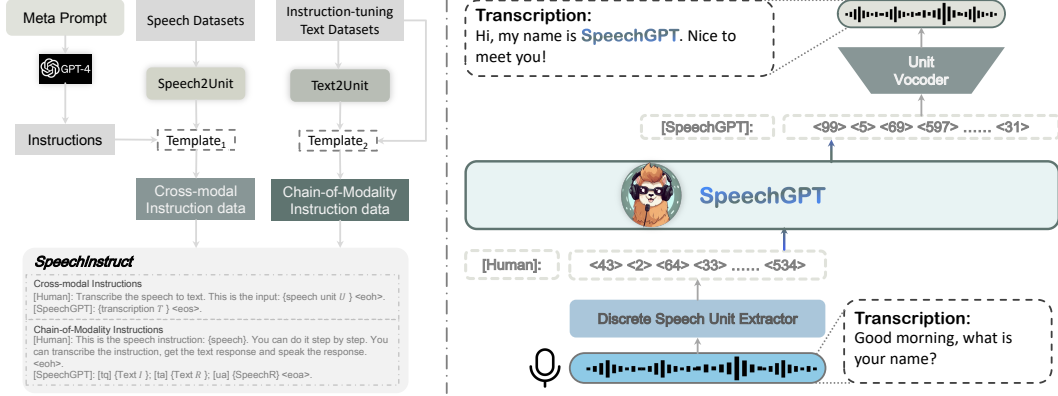 Meta Prompt
GPT-4
Instructions
Speech Datasets
Speech2Unit
Template1
Cross-modal
Instruction data
Instruction-tuning
Text Datasets
Text2Unit
Template2
Chain-of-Modality
Instruction data
SpeechInstruct
Cross-modal Instructions
[Human]: Transcribe the speech to text. This is the input: {speech unit U } <eoh>.
[SpeechGPT]: {transcription T } <eos>.
Chain-of-Modality Instructions
[Human]: This is the speech instruction: {speech}. You can do it step by step. You
can transcribe the instruction, get the text response and speak the response.
<eoh>.
[SpeechGPT]: [tq] {Text I }; [ta] {Text R }; [ua] {SpeechR} <eoa>.
Transcription:
Hi, my name is SpeechGPT. Nice to
meet you!
Unit
Vocoder
[SpeechGPT]: <99> <5> <69> <597> ...... <31>
SpeechGPT
[Human]: <43> <2> <64> <33> ...... <534>
Discrete Speech Unit Extractor
Transcription:
Good morning, what is
your name?